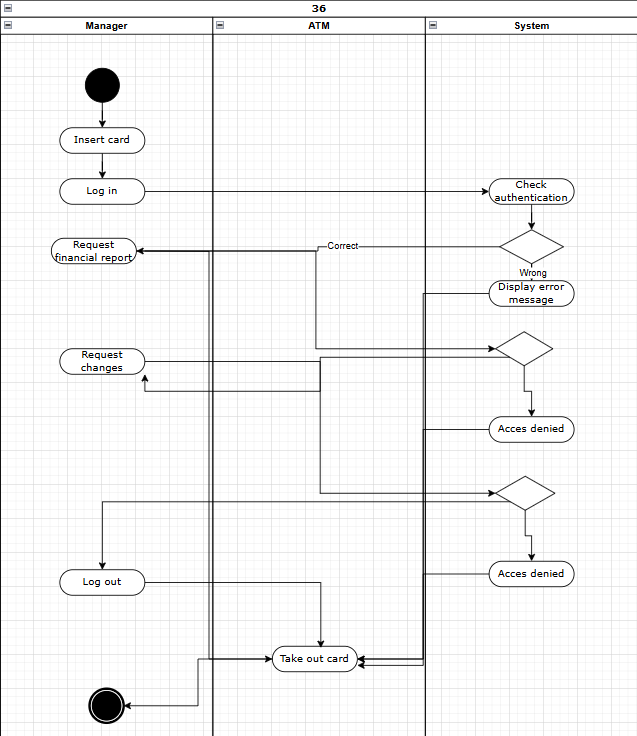 36
Manager
ATM
System
Insert card
Log in
Check
authentication
Request
financial report
Correct
Wrong
Display error
message
Request
changes
Acces denied
Log out
Acces denied
Take out card